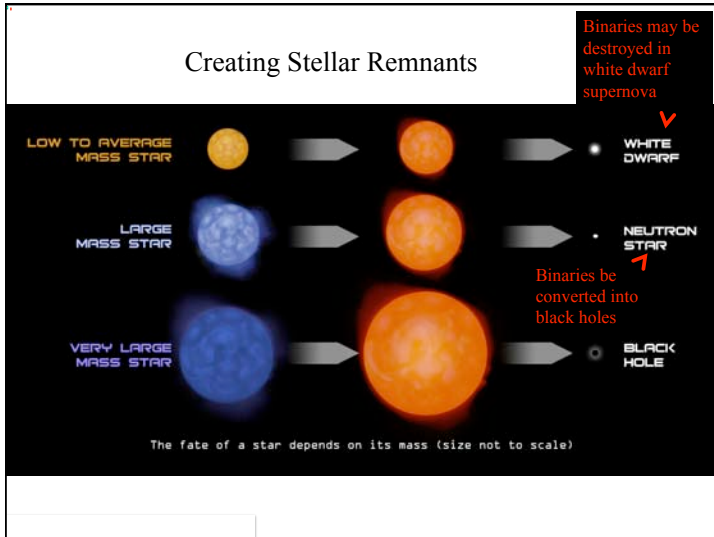 Creating Stellar Remnants
Binaries may be
destroyed in
white dwarf
supernova
LOW TO AVERAGE
MASS STAR
WHITE
DWARF
LARGE
MASS STAR
NEUTRON
STAR
Binaries be
converted into
black holes
VERY LARGE
MASS STAR
BLACK
HOLE
The fate of a star depends on its mass (size not to scale)